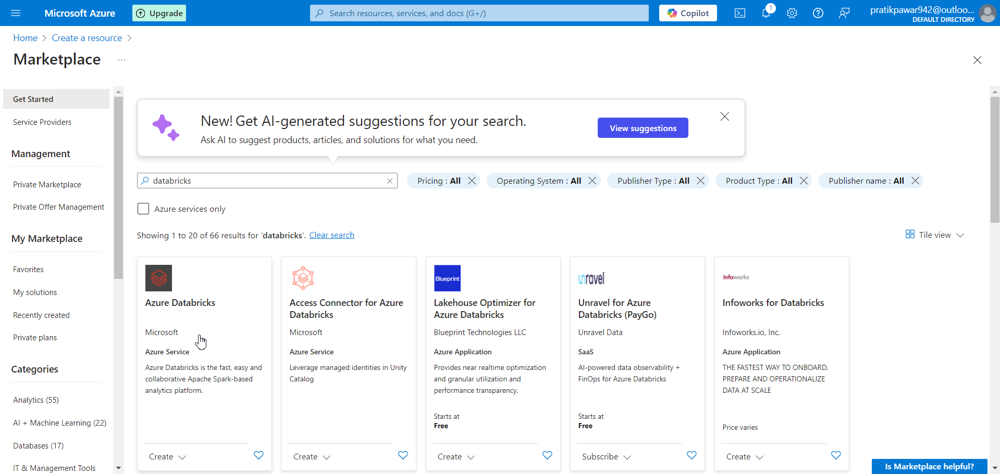 Microsoft Azure
Upgrade
Search resources, services, and docs (G+/)
Copilot
1
pratikpawar942@outloo...
DEFAULT DIRECTORY
Home > Create a resource >
Marketplace ...
Get Started
Service Providers
Management
Private Marketplace
Private Offer Management
My Marketplace
Favorites
My solutions
Recently created
Private plans
Categories
Analytics (55)
AI + Machine Learning (22)
Databases (17)
IT & Management Tools
New! Get AI-generated suggestions for your search.
Ask AI to suggest products, articles, and solutions for what you need.
View suggestions
databricks
Pricing : All
Operating System : All
Publisher Type : All
Product Type : All
Publisher name : All
Azure services only
Showing 1 to 20 of 66 results for 'databricks'. Clear search
Tile view
Azure Databricks
Microsoft
Azure Service
Azure Databricks is the fast, easy and
collaborative Apache Spark-based
analytics platform.
Create
Access Connector for Azure
Databricks
Microsoft
Azure Service
Leverage managed identities in Unity
Catalog
Create
Blueprint
Lakehouse Optimizer for
Azure Databricks
Blueprint Technologies LLC
Azure Application
Provides near realtime optimization
and granular utilization and
performance transparency.
Starts at
Free
Create
unravel
Unravel for Azure
Databricks (PayGo)
Unravel Data
SaaS
AI-powered data observability +
FinOps for Azure Databricks
Starts at
Free
Subscribe
Infoworks
Infoworks for Databricks
Infoworks.io, Inc.
Azure Application
THE FASTEST WAY TO ONBOARD,
PREPARE AND OPERATIONALIZE
DATA AT SCALE
Price varies
Create
Is Marketplace helpful?